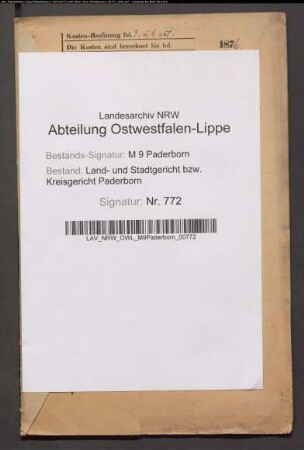 Kosten-Rechnung fol.
Die Kosten sind berechnet bis fol. 1876.
Landesarchiv NRW
Abteilung Ostwestfalen-Lippe
Bestands-Signatur: M 9 Paderborn
Bestand: Land- und Stadtgericht bzw.
Kreisgericht Paderborn
Signatur: Nr. 772
LAV_NRW_OWL_M9Paderborn_00772